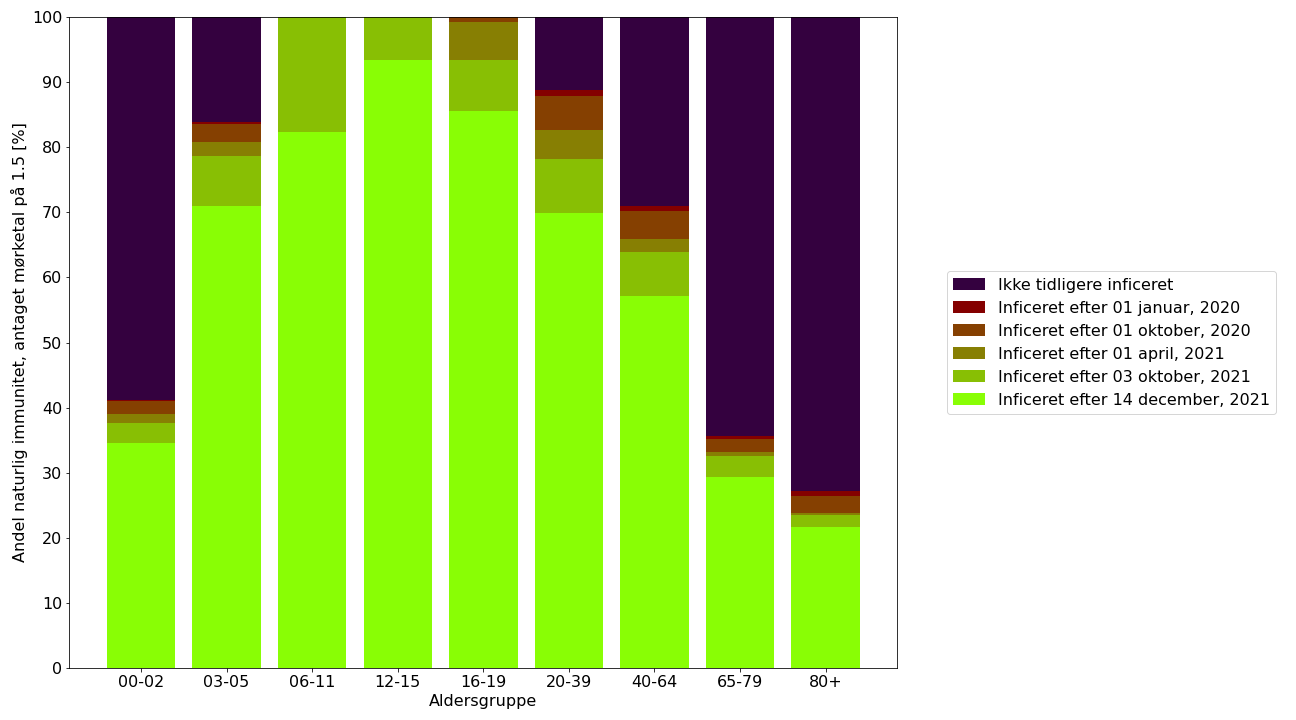 Andel naturlig immunitet, antaget mørketal på 1.5 [%]
100
90
80
70
60
50
40
30
20
10
0
00-02 03-05 06-11 12-15 16-19 20-39 40-64 65-79 80+
Aldersgruppe
Ikke tidligere inficeret
Inficeret efter 01 januar, 2020
Inficeret efter 01 oktober, 2020
Inficeret efter 01 april, 2021
Inficeret efter 03 oktober, 2021
Inficeret efter 14 december, 2021